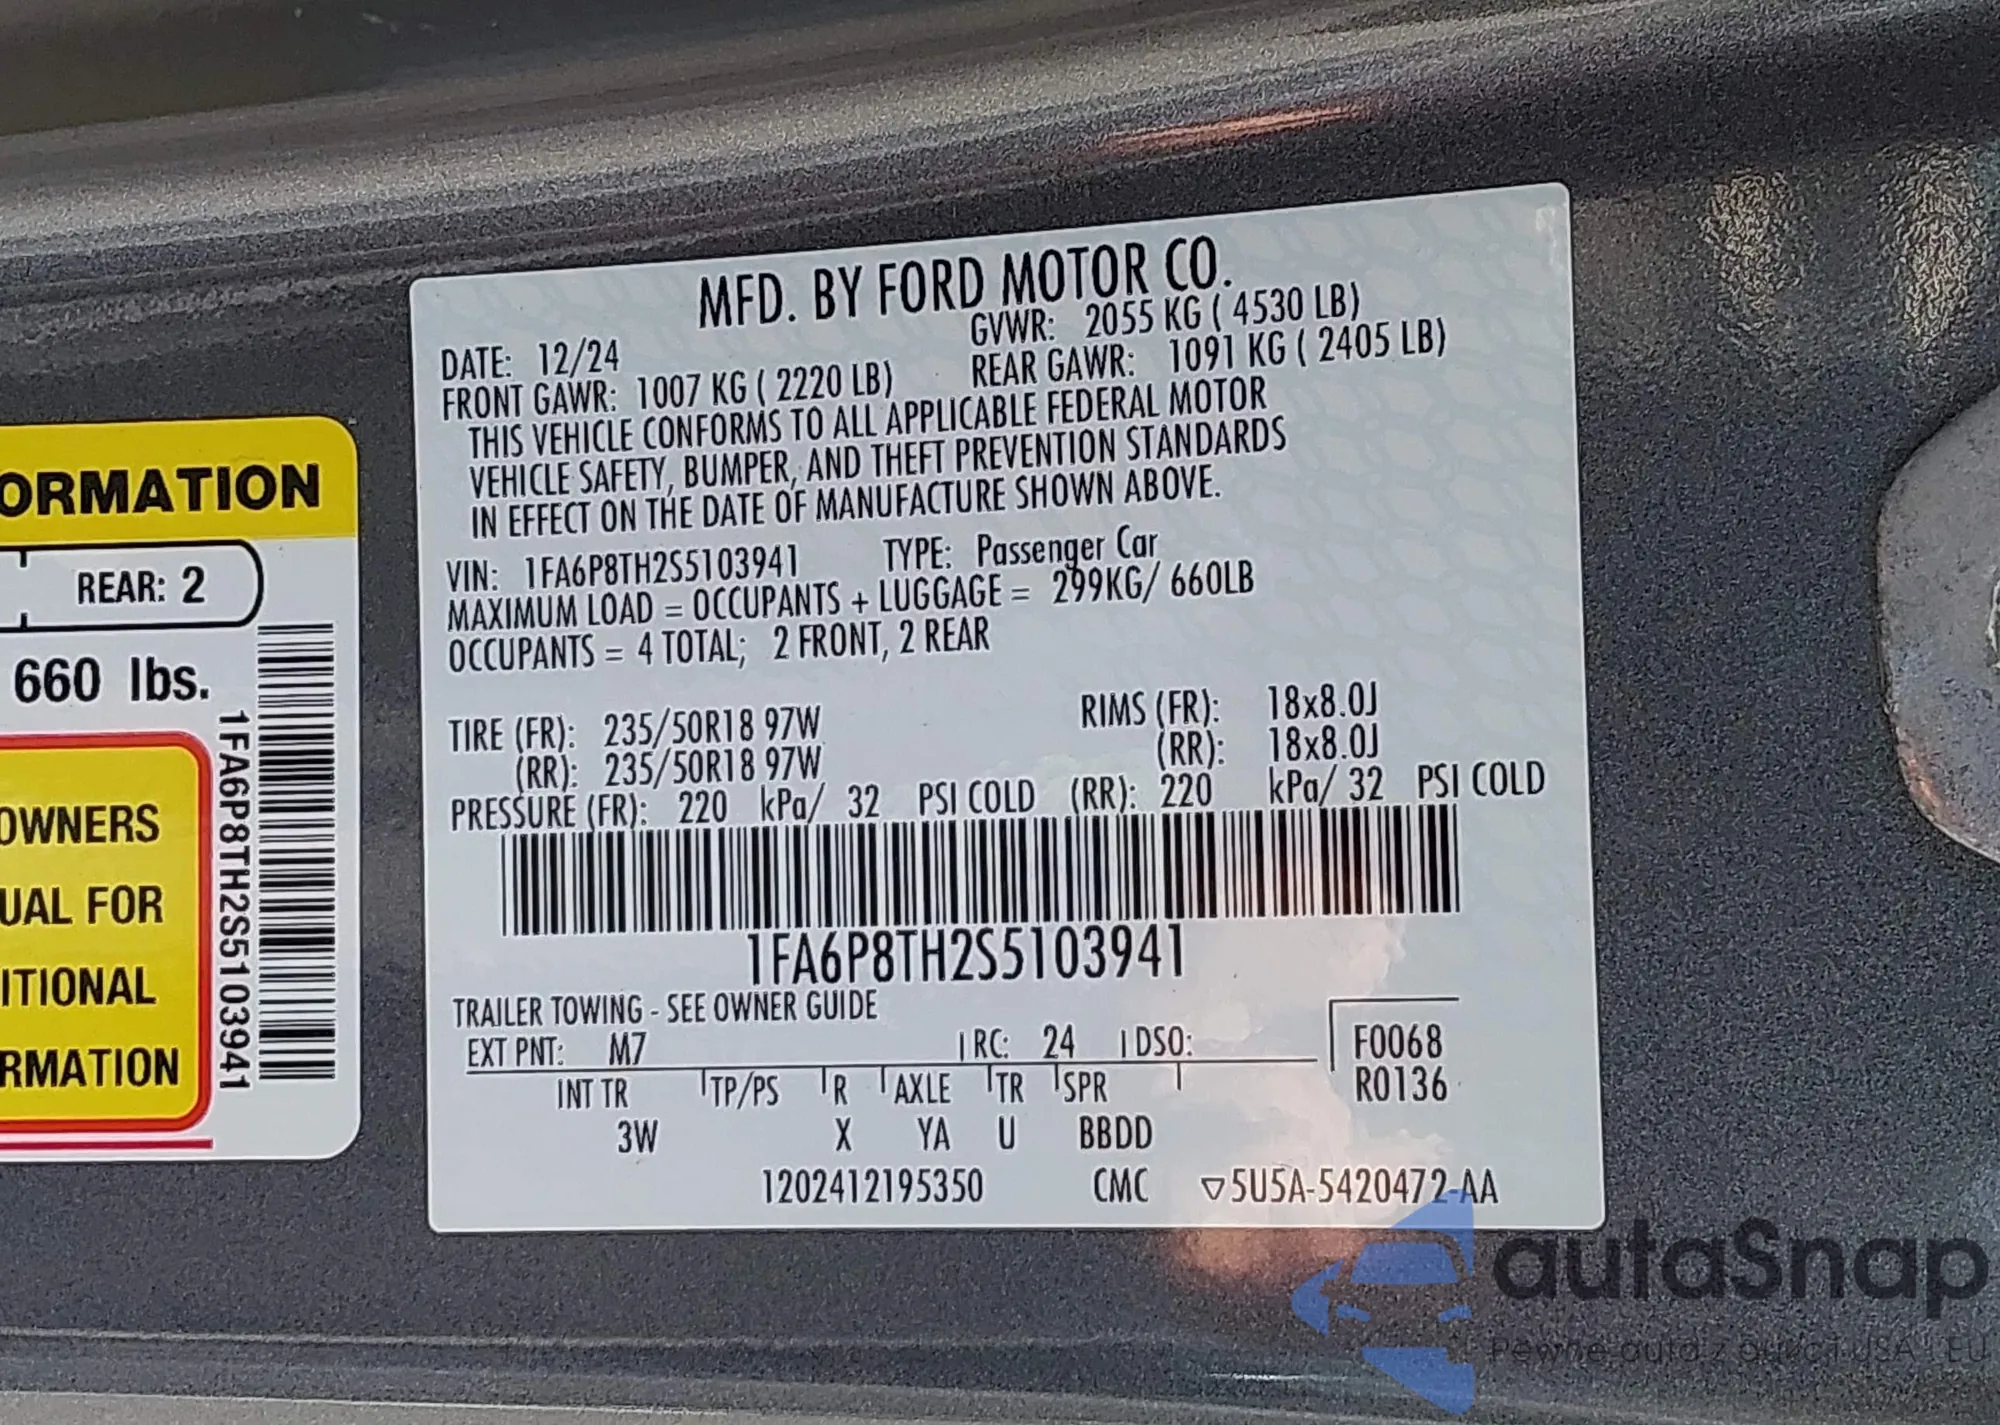 MFD. BY FORD MOTOR CO.
DATE: 12/24 GVWR: 2055 KG ( 4530 LB)
FRONT GAWR: 1007 KG ( 2220 LB) REAR GAWR: 1091 KG ( 2405 LB)
THIS VEHICLE CONFORMS TO ALL APPLICABLE FEDERAL MOTOR
VEHICLE SAFETY, BUMPER, AND THEFT PREVENTION STANDARDS
IN EFFECT ON THE DATE OF MANUFACTURE SHOWN ABOVE.
VIN: 1FA6P8TH2S5103941 TYPE: Passenger Car
MAXIMUM LOAD = OCCUPANTS + LUGGAGE = 299KG/ 660LB
OCCUPANTS = 4 TOTAL; 2 FRONT, 2 REAR
TIRE (FR): 235/50R18 97W RIMS (FR): 18x8.0J
(RR): 235/50R18 97W (RR): 18x8.0J
PRESSURE (FR): 220 kPa/ 32 PSI COLD (RR): 220 kPa/ 32 PSI COLD
1FA6P8TH2S5103941
TRAILER TOWING - SEE OWNER GUIDE
EXT PNT: M7 RC: 24 DSO: F0068
INT TR TP/PS R AXLE TR SPR R0136
3W X YA U BBDD
1202412195350 CMC ▽5U5A-5420472-AA
ORMATION
REAR: 2
660 lbs.
1FA6P8TH2S5103941
OWNERS
UAL FOR
ITIONAL
RMATION
autaSnap
Pewne auta z aukcji USA i EU